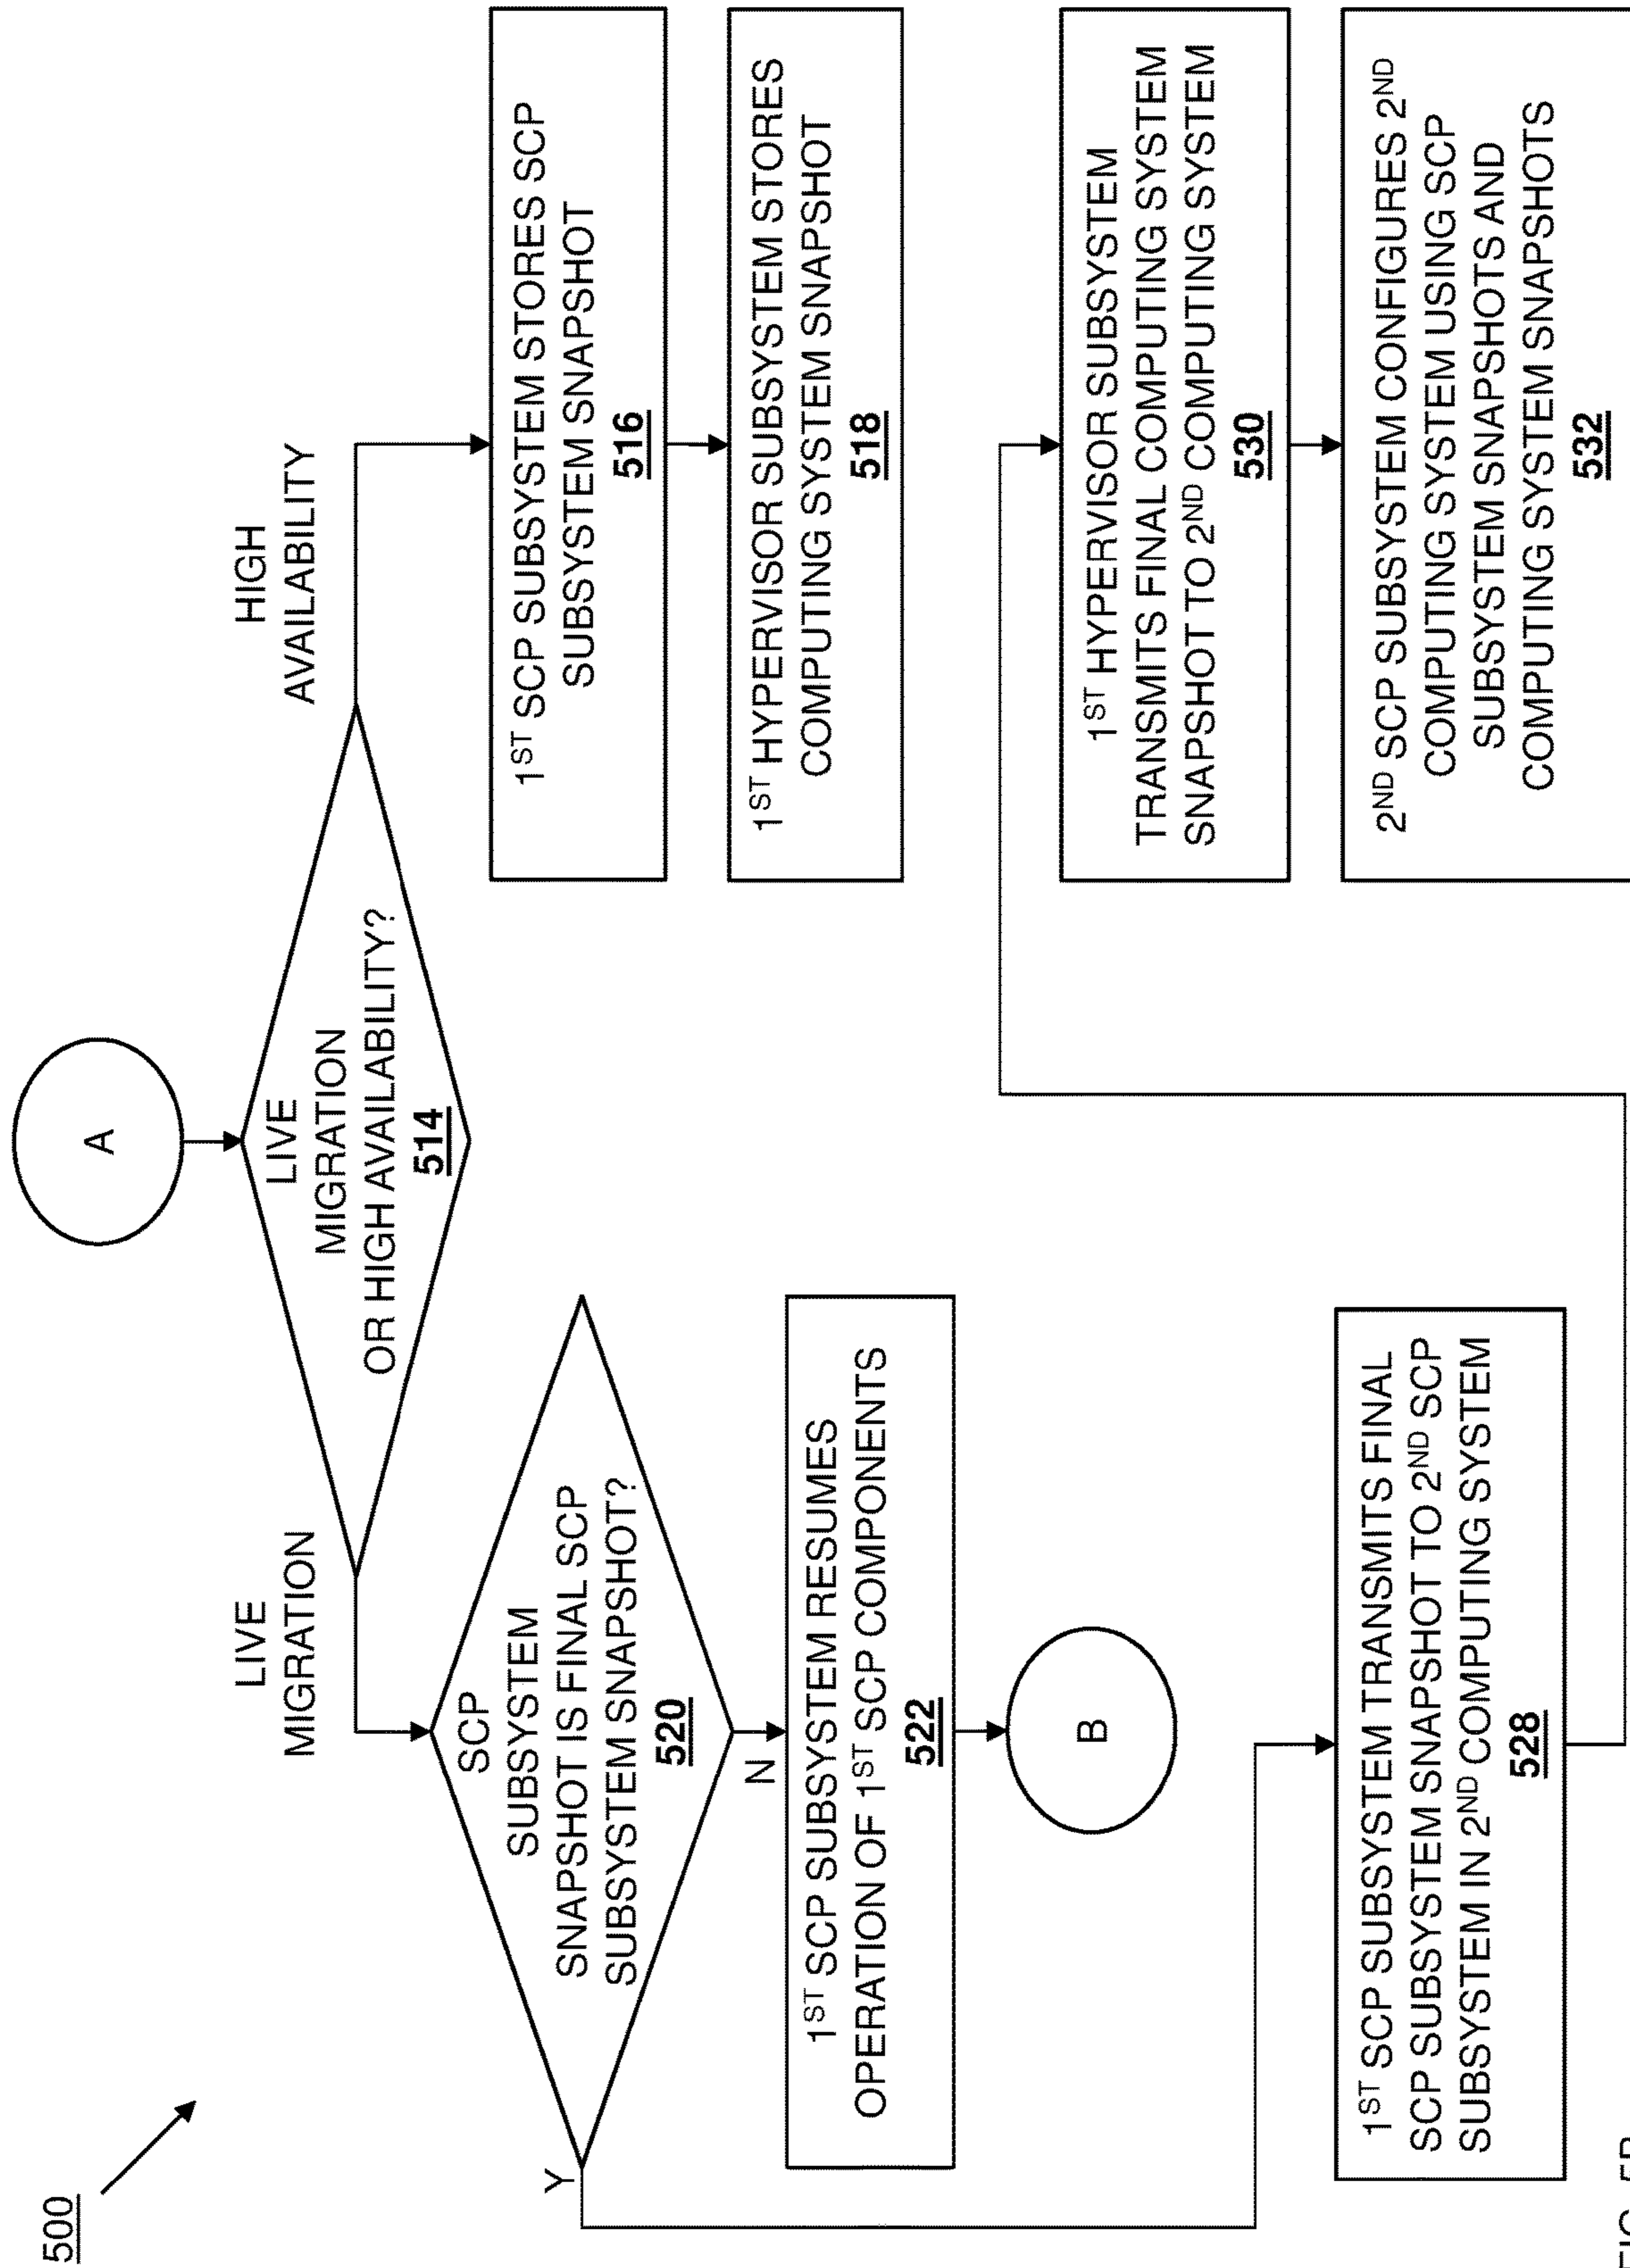 500
A
LIVE
MIGRATION
OR HIGH AVAILABILITY?
514
LIVE
MIGRATION
HIGH
AVAILABILITY
SCP
SUBSYSTEM
SNAPSHOT IS FINAL SCP
SUBSYSTEM SNAPSHOT?
520
Y
N
1ST SCP SUBSYSTEM RESUMES
OPERATION OF 1ST SCP COMPONENTS
522
B
1ST SCP SUBSYSTEM STORES SCP
SUBSYSTEM SNAPSHOT
516
1ST HYPERVISOR SUBSYSTEM STORES
COMPUTING SYSTEM SNAPSHOT
518
1ST SCP SUBSYSTEM TRANSMITS FINAL
SCP SUBSYSTEM SNAPSHOT TO 2ND SCP
SUBSYSTEM IN 2ND COMPUTING SYSTEM
528
1ST HYPERVISOR SUBSYSTEM
TRANSMITS FINAL COMPUTING SYSTEM
SNAPSHOT TO 2ND COMPUTING SYSTEM
530
2ND SCP SUBSYSTEM CONFIGURES 2ND
COMPUTING SYSTEM USING SCP
SUBSYSTEM SNAPSHOTS AND
COMPUTING SYSTEM SNAPSHOTS
532